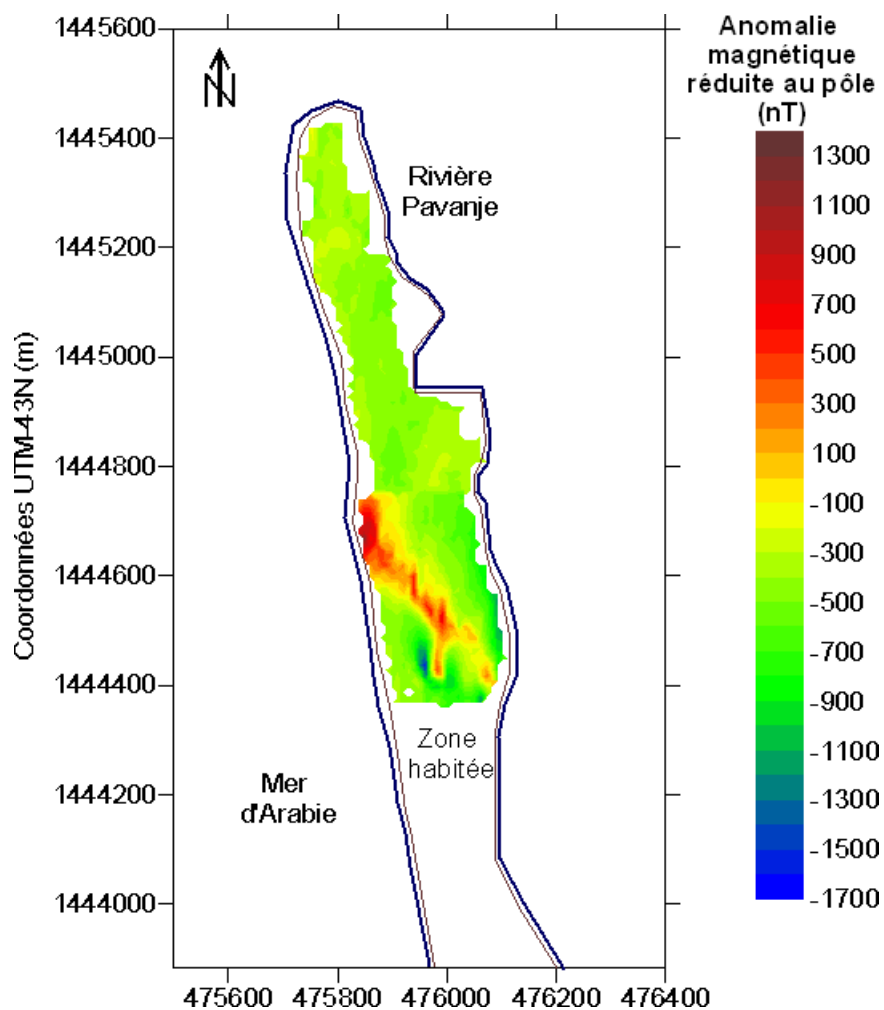 Anomalie
magnétique
réduite au pôle
(nT)
1445600
1445400
1445200
1445000
1444800
1444600
1444400
1444200
1444000
Coordonnées UTM-43N (m)
N
Rivière
Pavanje
Zone
habitée
Mer
d'Arabie
475600 475800 476000 476200 476400
1300
1100
900
700
500
300
100
-100
-300
-500
-700
-900
-1100
-1300
-1500
-1700